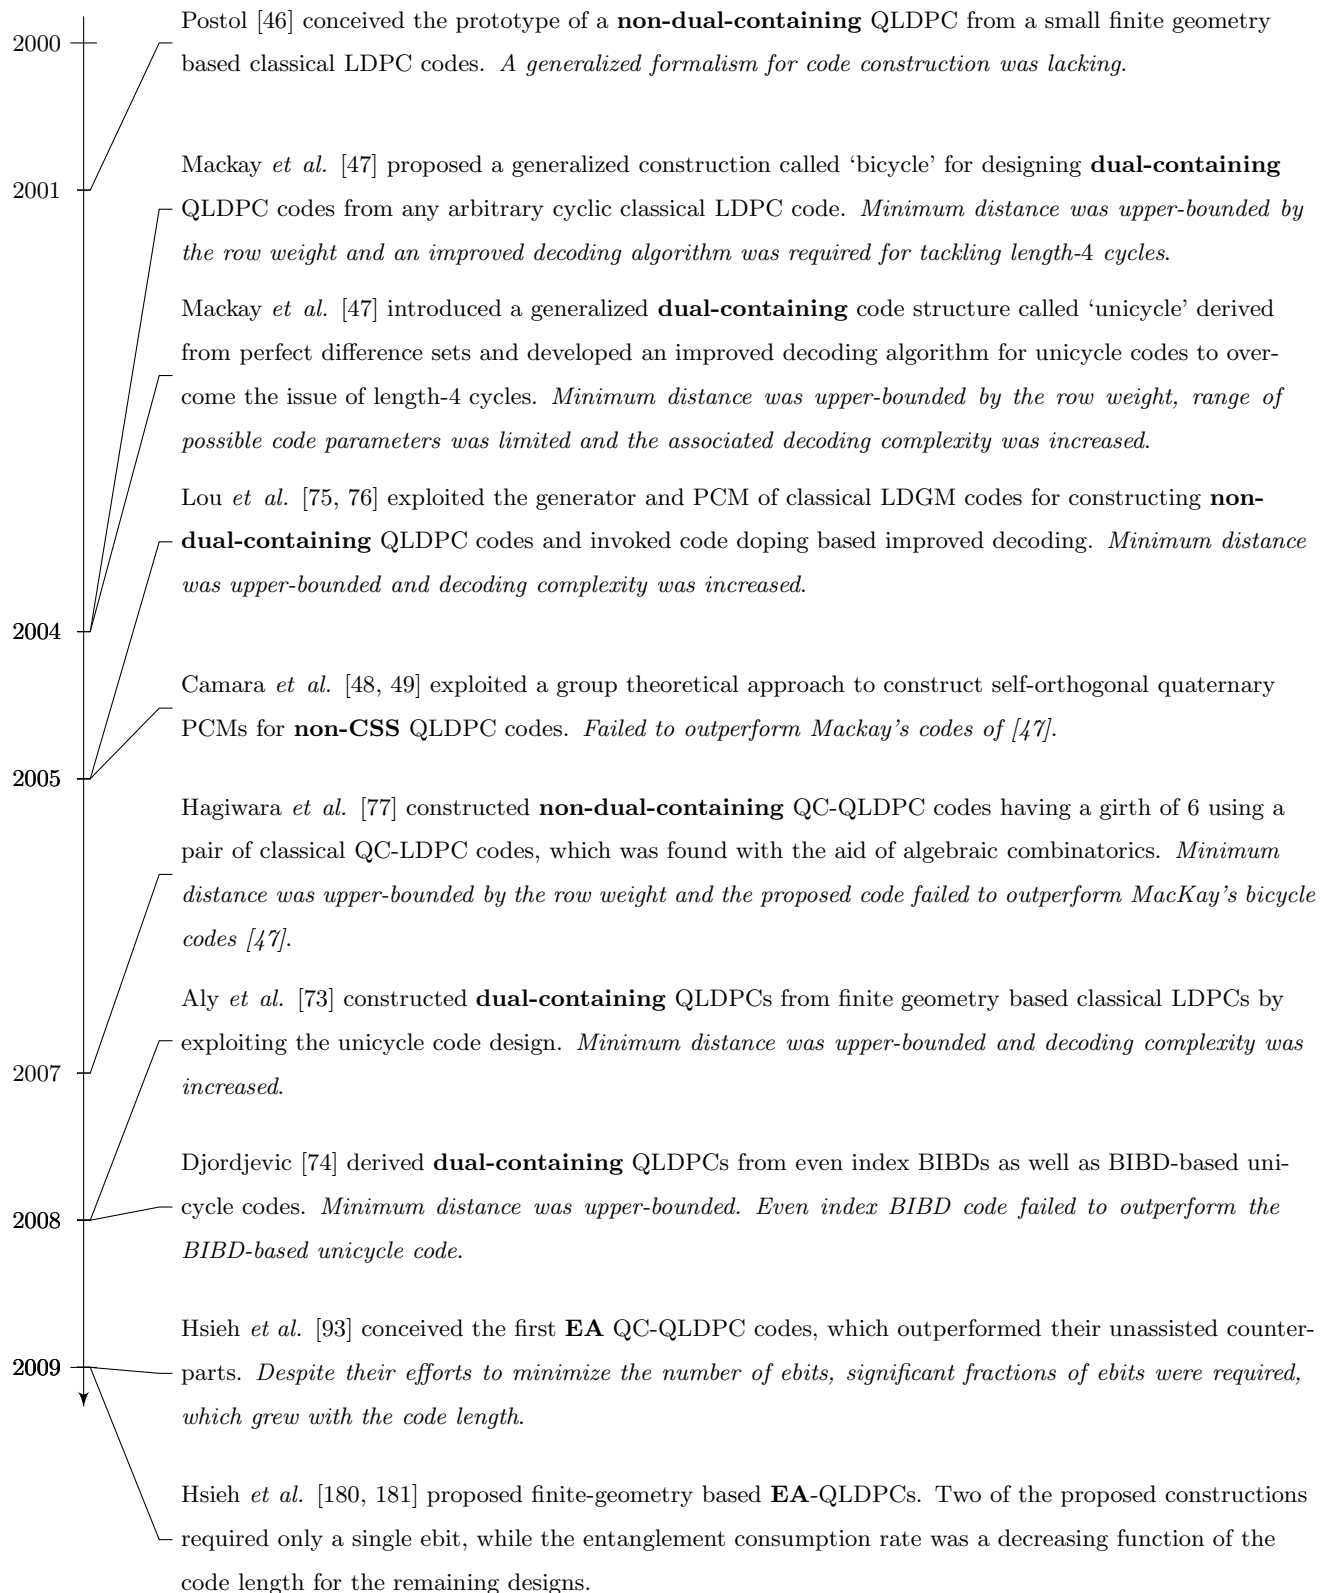 2000
Postol [46] conceived the prototype of a non-dual-containing QLDPC from a small finite geometry
based classical LDPC codes. A generalized formalism for code construction was lacking.
2001
Mackay et al. [47] proposed a generalized construction called ‘bicycle’ for designing dual-containing
QLDPC codes from any arbitrary cyclic classical LDPC code. Minimum distance was upper-bounded by
the row weight and an improved decoding algorithm was required for tackling length-4 cycles.
Mackay et al. [47] introduced a generalized dual-containing code structure called ‘unicycle’ derived
from perfect difference sets and developed an improved decoding algorithm for unicycle codes to over-
come the issue of length-4 cycles. Minimum distance was upper-bounded by the row weight, range of
possible code parameters was limited and the associated decoding complexity was increased.
Lou et al. [75, 76] exploited the generator and PCM of classical LDGM codes for constructing non-
dual-containing QLDPC codes and invoked code doping based improved decoding. Minimum distance
was upper-bounded and decoding complexity was increased.
2004
Camara et al. [48, 49] exploited a group theoretical approach to construct self-orthogonal quaternary
PCMs for non-CSS QLDPC codes. Failed to outperform Mackay's codes of [47].
2005
Hagiwara et al. [77] constructed non-dual-containing QC-QLDPC codes having a girth of 6 using a
pair of classical QC-LDPC codes, which was found with the aid of algebraic combinatorics. Minimum
distance was upper-bounded by the row weight and the proposed code failed to outperform MacKay's bicycle
codes [47].
Aly et al. [73] constructed dual-containing QLDPCs from finite geometry based classical LDPCs by
exploiting the unicycle code design. Minimum distance was upper-bounded and decoding complexity was
increased.
2007
Djordjevic [74] derived dual-containing QLDPCs from even index BIBDs as well as BIBD-based uni-
cycle codes. Minimum distance was upper-bounded. Even index BIBD code failed to outperform the
BIBD-based unicycle code.
2008
Hsieh et al. [93] conceived the first EA QC-QLDPC codes, which outperformed their unassisted counter-
parts. Despite their efforts to minimize the number of ebits, significant fractions of ebits were required,
which grew with the code length.
2009
Hsieh et al. [180, 181] proposed finite-geometry based EA-QLDPCs. Two of the proposed constructions
required only a single ebit, while the entanglement consumption rate was a decreasing function of the
code length for the remaining designs.